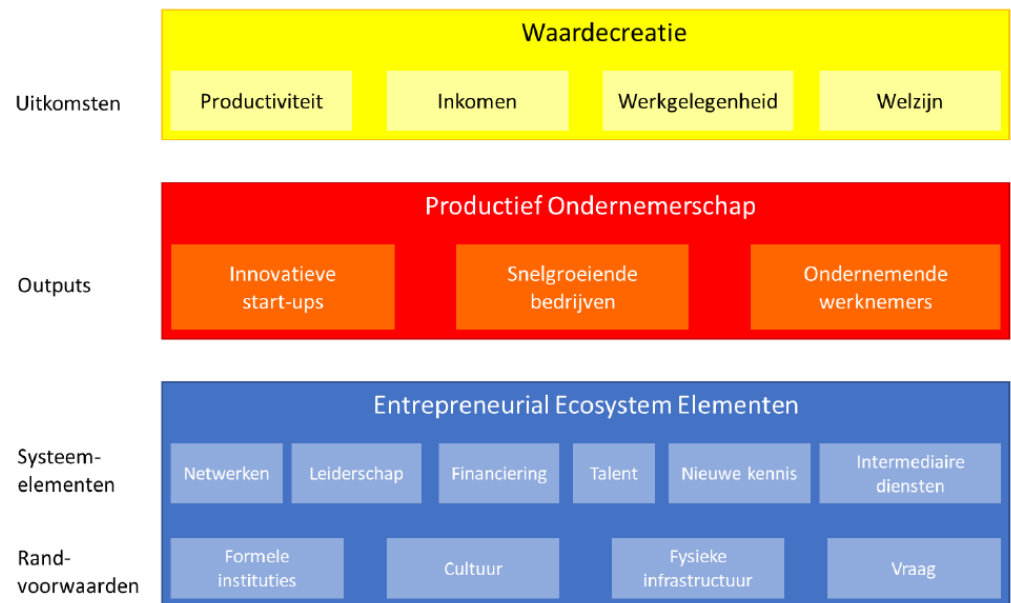 Waardecreatie
Uitkomsten
Productiviteit
Inkomen
Werkgelegenheid
Welzijn
Productief Ondernemerschap
Outputs
Innovatieve
start-ups
Snelgroeiende
bedrijven
Ondernemende
werknemers
Entrepreneurial Ecosystem Elementen
Systeem-
elementen
Netwerken
Leiderschap
Financiering
Talent
Nieuwe kennis
Intermediaire
diensten
Rand-
voorwaarden
Formele
instituties
Cultuur
Fysieke
infrastructuur
Vraag